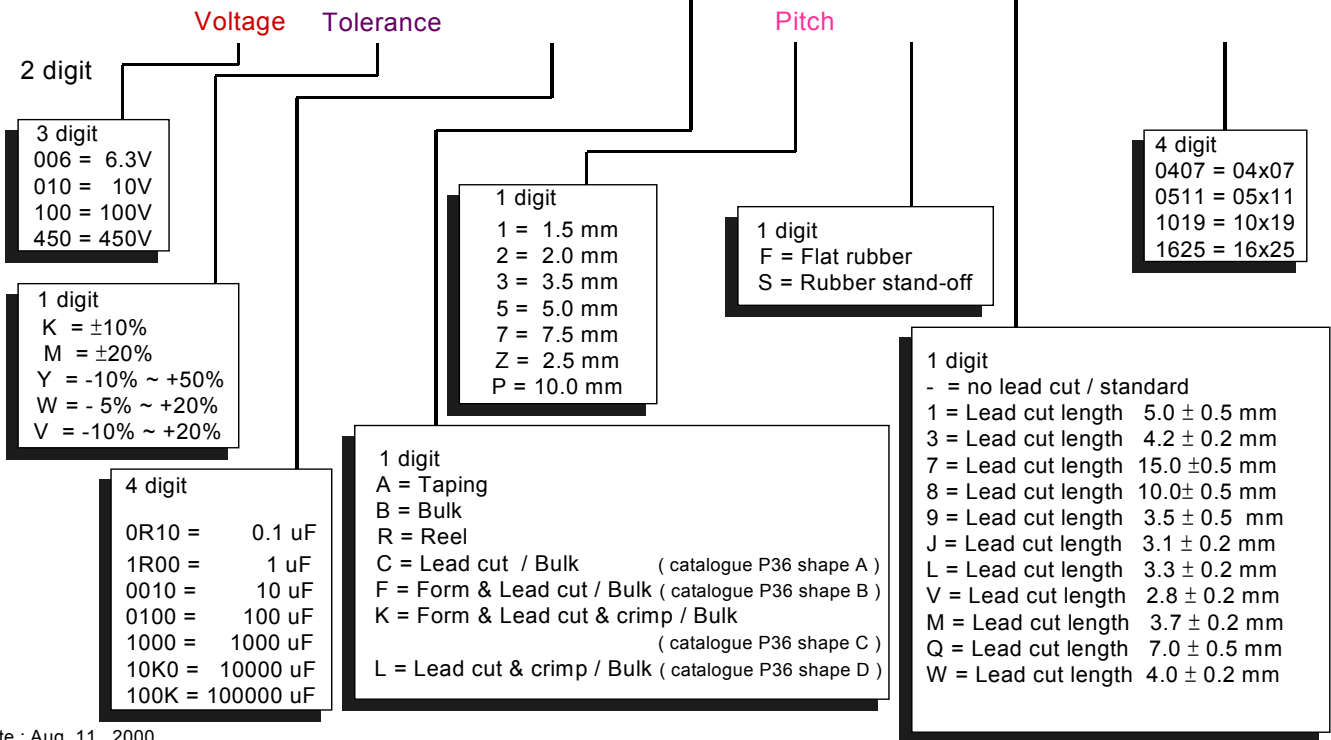 Voltage Tolerance Pitch
2 digit
3 digit
006 = 6.3V
010 = 10V
100 = 100V
450 = 450V
1 digit
K = ±10%
M = ±20%
Y = -10% ~ +50%
W = - 5% ~ +20%
V = -10% ~ +20%
4 digit
0R10 = 0.1 uF
1R00 = 1 uF
0010 = 10 uF
0100 = 100 uF
1000 = 1000 uF
10K0 = 10000 uF
100K = 100000 uF
1 digit
A = Taping
B = Bulk
R = Reel
C = Lead cut / Bulk ( catalogue P36 shape A )
F = Form & Lead cut / Bulk ( catalogue P36 shape B )
K = Form & Lead cut & crimp / Bulk
( catalogue P36 shape C )
L = Lead cut & crimp / Bulk ( catalogue P36 shape D )
1 digit
1 = 1.5 mm
2 = 2.0 mm
3 = 3.5 mm
5 = 5.0 mm
7 = 7.5 mm
Z = 2.5 mm
P = 10.0 mm
1 digit
F = Flat rubber
S = Rubber stand-off
1 digit
- = no lead cut / standard
1 = Lead cut length 5.0 ± 0.5 mm
3 = Lead cut length 4.2 ± 0.2 mm
7 = Lead cut length 15.0 ±0.5 mm
8 = Lead cut length 10.0± 0.5 mm
9 = Lead cut length 3.5 ± 0.5 mm
J = Lead cut length 3.1 ± 0.2 mm
L = Lead cut length 3.3 ± 0.2 mm
V = Lead cut length 2.8 ± 0.2 mm
M = Lead cut length 3.7 ± 0.2 mm
Q = Lead cut length 7.0 ± 0.5 mm
W = Lead cut length 4.0 ± 0.2 mm
4 digit
0407 = 04x07
0511 = 05x11
1019 = 10x19
1625 = 16x25
te : Aug. 11 , 2000